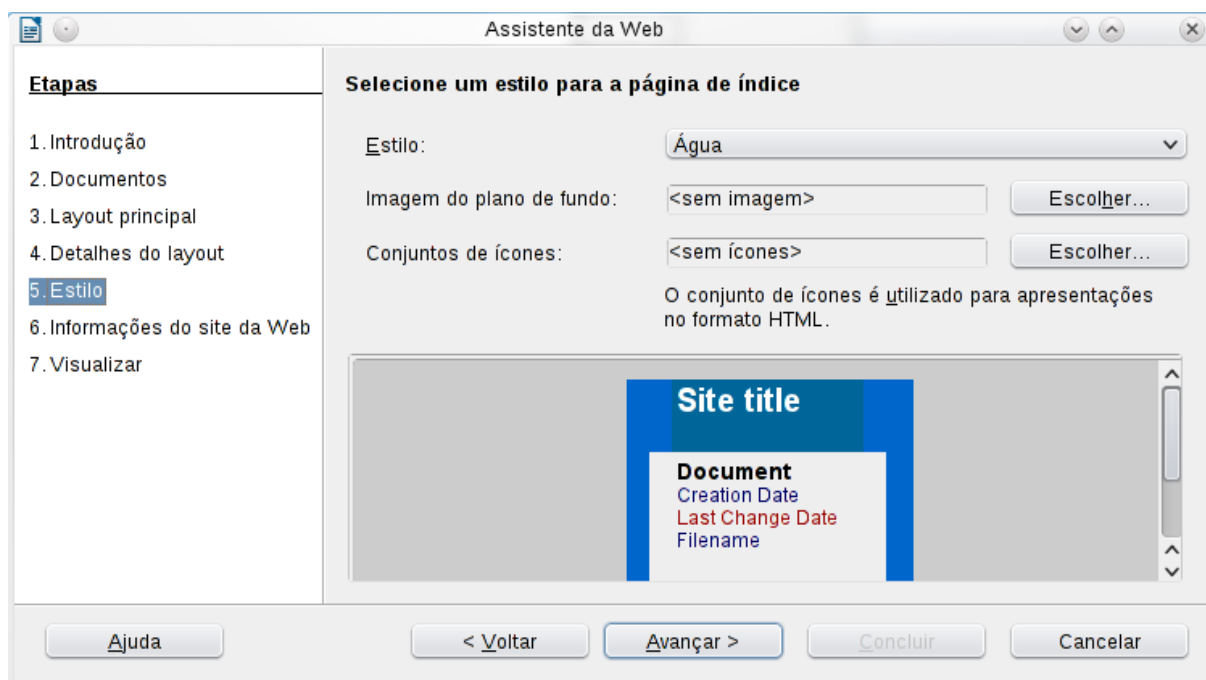 Assistente da Web
Etapas
1. Introdução
2. Documentos
3. Layout principal
4. Detalhes do layout
5. Estilo
6. Informações do site da Web
7. Visualizar
Selecione um estilo para a página de índice
Estilo: Água
Imagem do plano de fundo: <sem imagem> Escolher...
Conjuntos de ícones: <sem ícones> Escolher...
O conjunto de ícones é utilizado para apresentações
no formato HTML.
Site title
Document
Creation Date
Last Change Date
Filename
Ajuda < Voltar Avançar > Concluir Cancelar